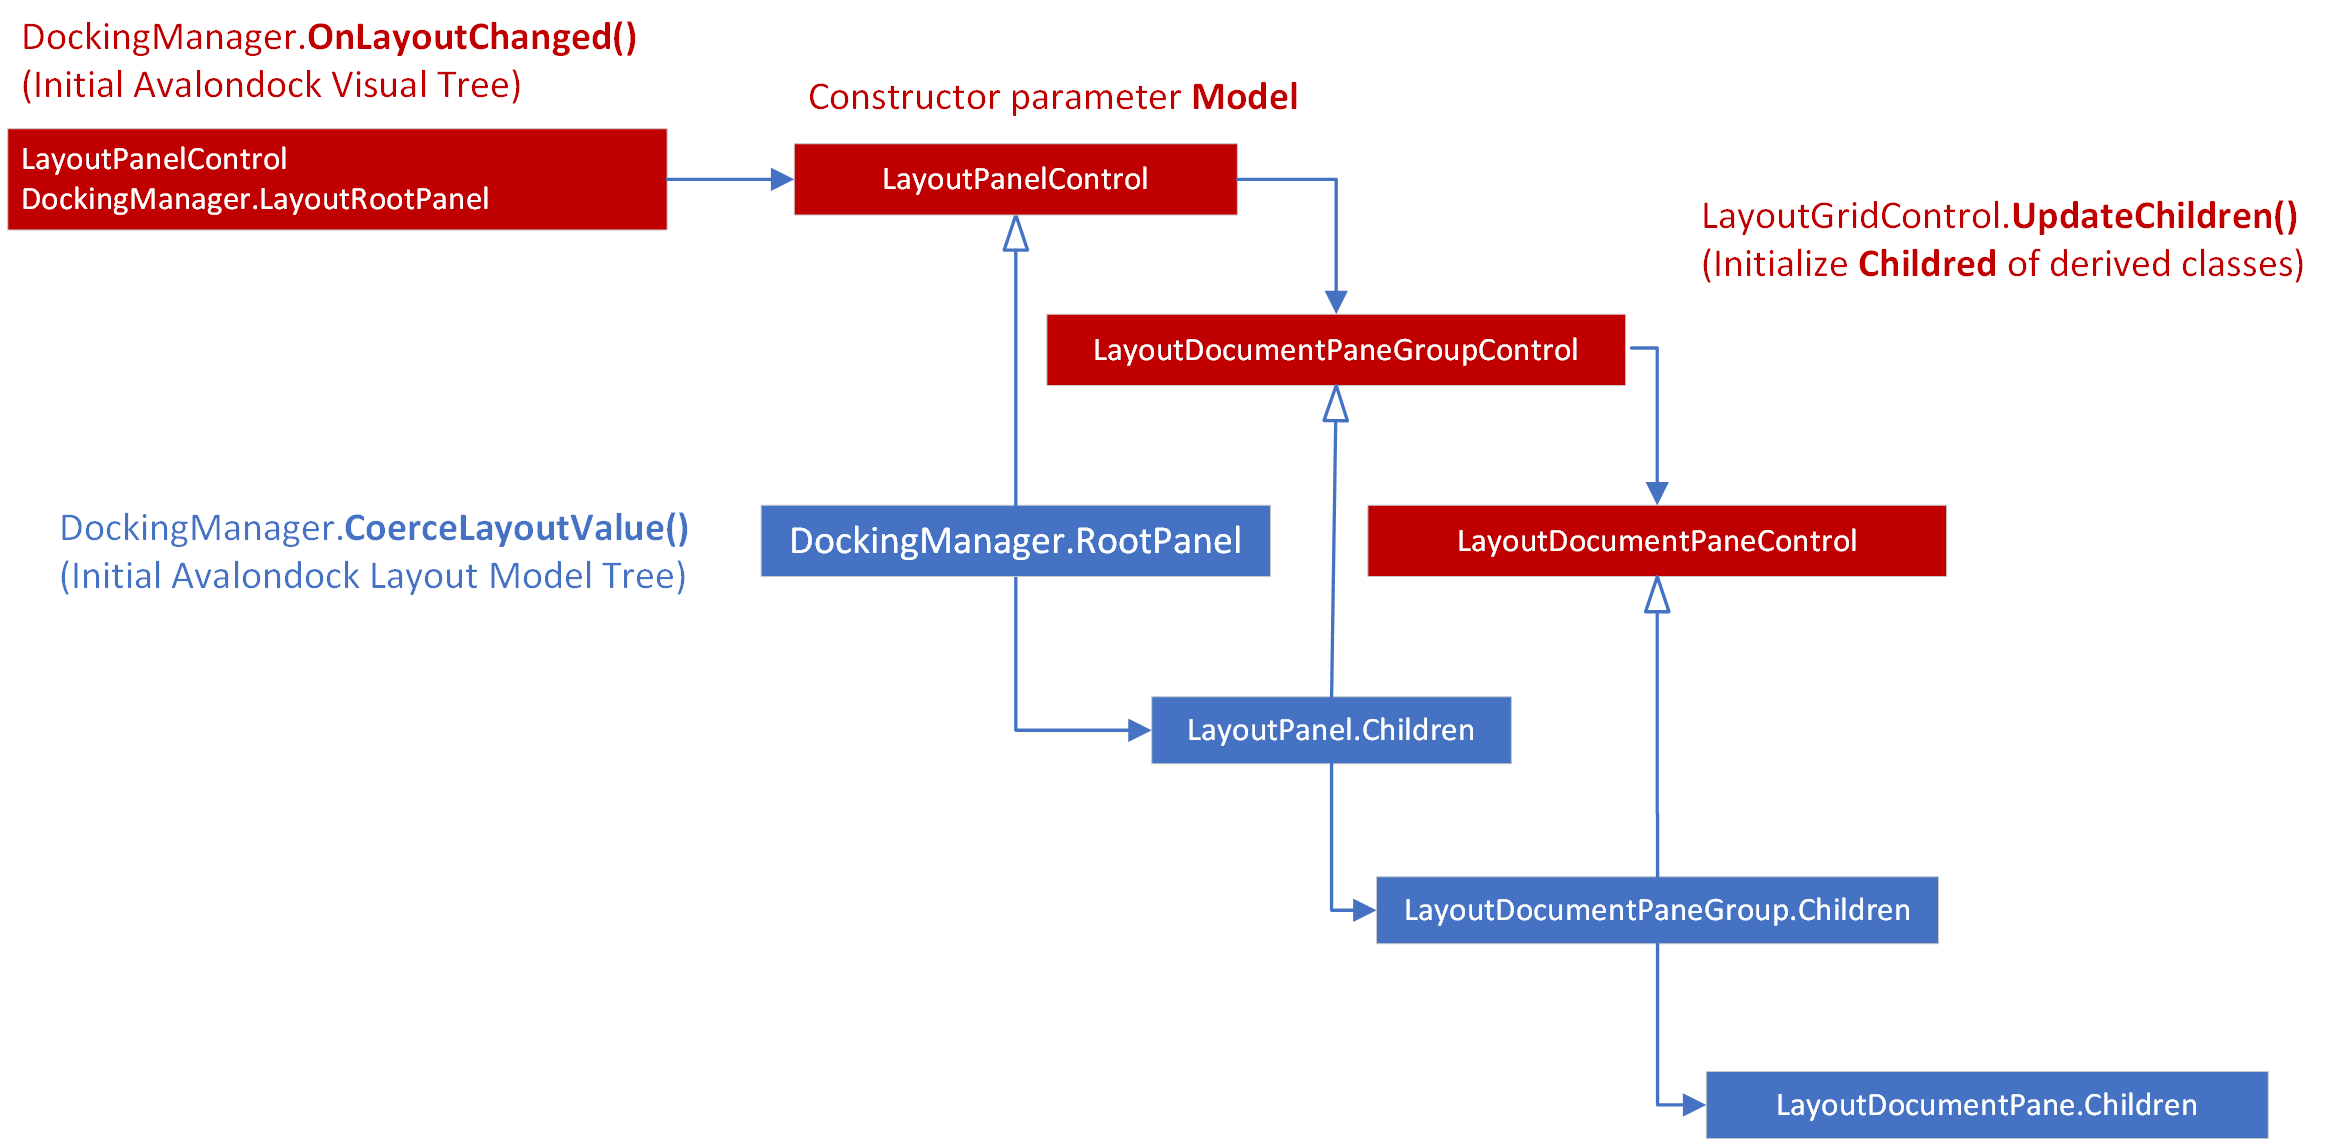 DockingManager.OnLayoutChanged()
(Initial Avalondock Visual Tree)
Constructor parameter Model
LayoutPanelControl
DockingManager.LayoutRootPanel
LayoutPanelControl
LayoutGridControl.UpdateChildren()
(Initialize Childred of derived classes)
LayoutDocumentPaneGroupControl
DockingManager.CoerceLayoutValue()
(Initial Avalondock Layout Model Tree)
DockingManager.RootPanel
LayoutDocumentPaneControl
LayoutPanel.Children
LayoutDocumentPaneGroup.Children
LayoutDocumentPane.Children